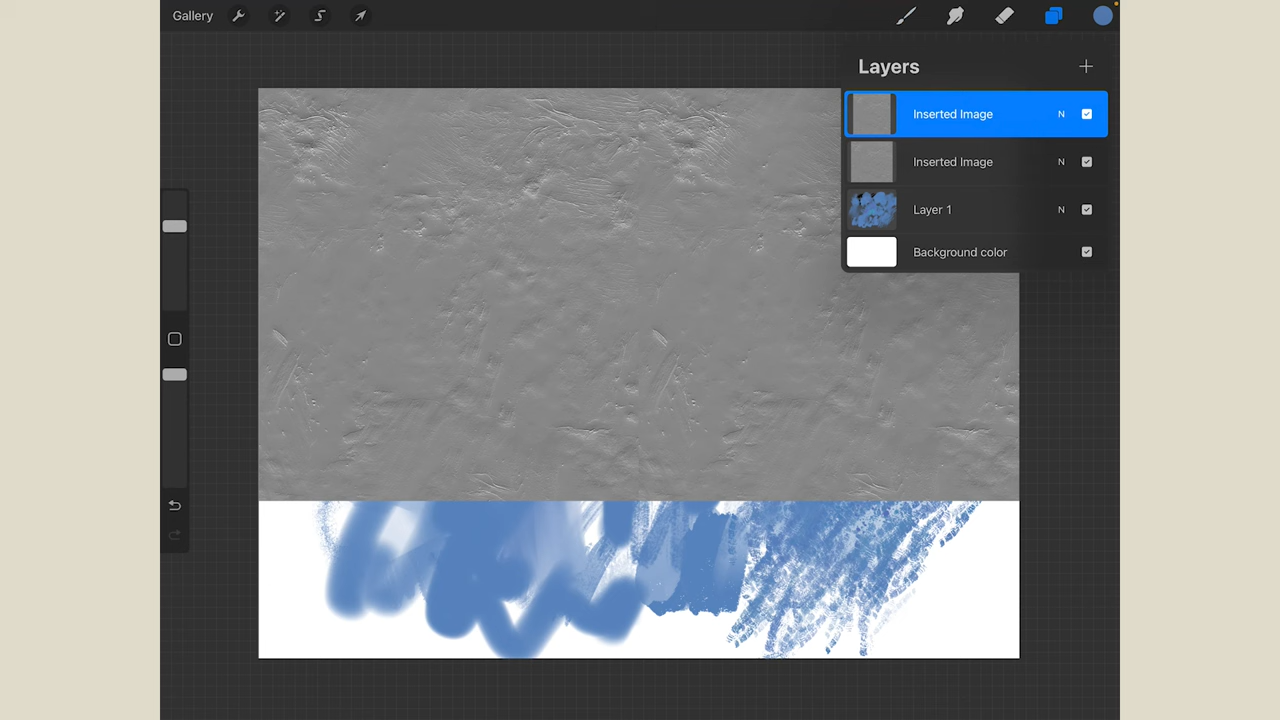 Gallery
Layers
Inserted Image N
Inserted Image N
Layer 1 N
Background color